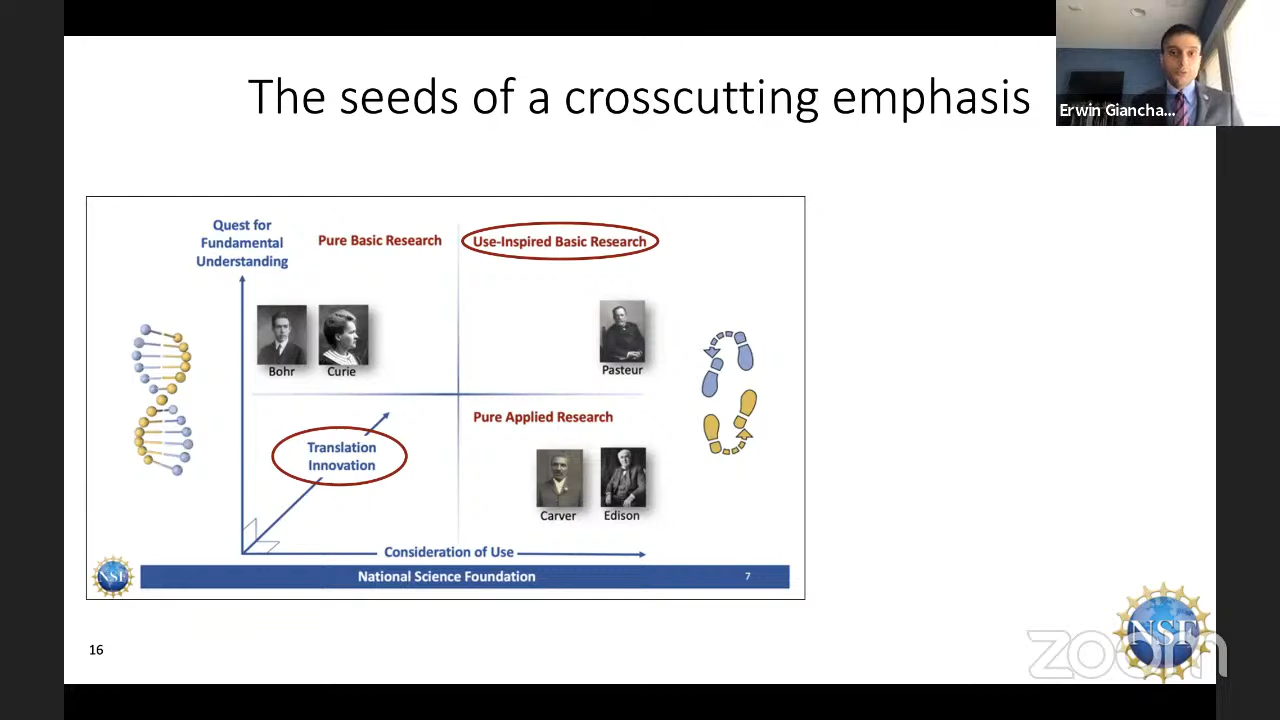 The seeds of a crosscutting emphasis
Erwin Giancha...
Quest for
Fundamental
Understanding
Pure Basic Research
Use-Inspired Basic Research
Bohr
Curie
Pasteur
Translation
Innovation
Pure Applied Research
Carver
Edison
Consideration of Use
NSF
National Science Foundation
7
16
NSF
zoom